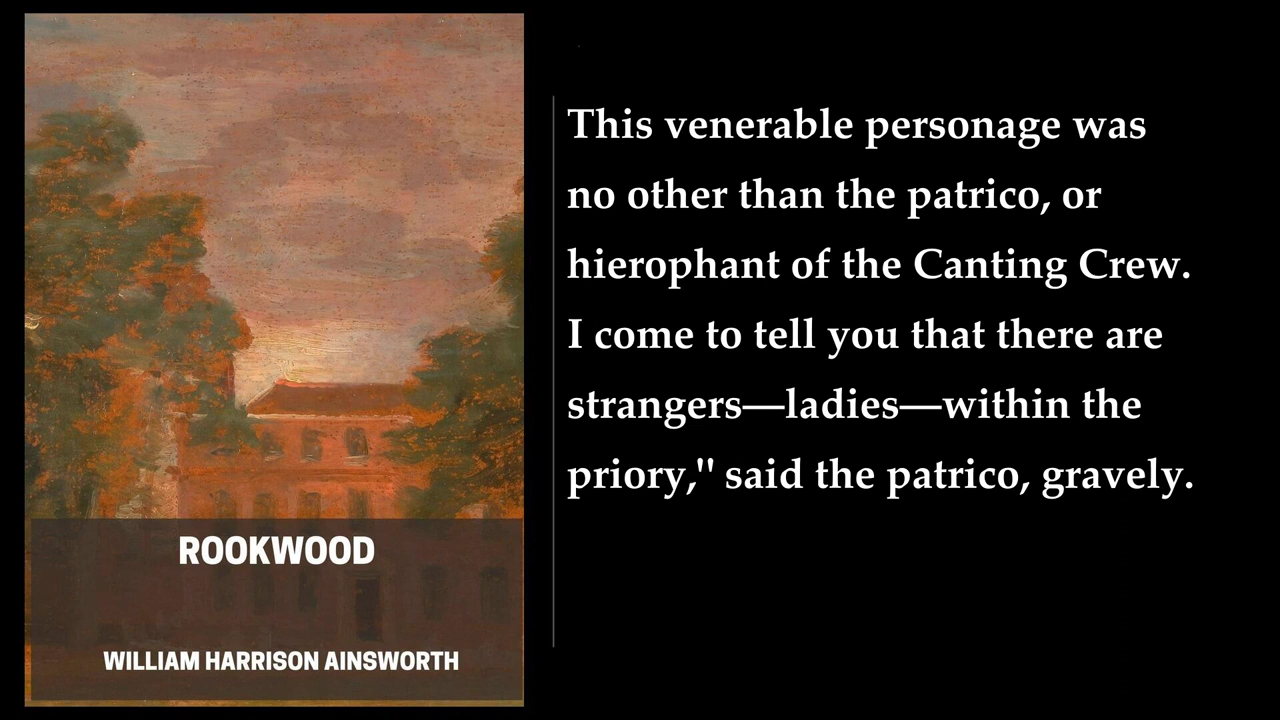 ROOKWOOD
WILLIAM HARRISON AINSWORTH
This venerable personage was
no other than the patrico, or
hierophant of the Canting Crew.
I come to tell you that there are
strangers—ladies—within the
priory," said the patrico, gravely.